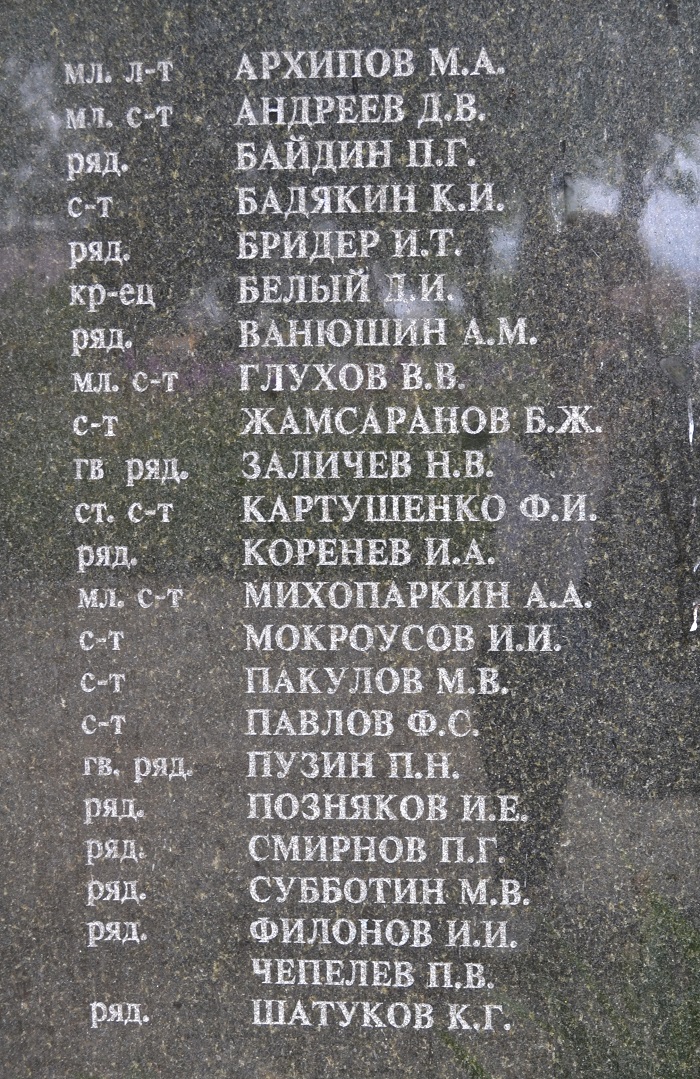 мл. л-т АРХИПОВ М.А.
мл. с-т АНДРЕЕВ Д.В.
ряд. БАЙДИН П.Г.
с-т БАДЯКИН К.И.
ряд. БРИДЕР И.Т.
кр-ец БЕЛЫЙ Д.И.
ряд. ВАНЮШИН А.М.
мл. с-т ГЛУХОВ В.В.
с-т ЖАМСАРАНОВ Б.Ж.
гв ряд. ЗАЛИЧЕВ Н.В.
ст. с-т КАРТУШЕНКО Ф.И.
ряд. КОРЕНЕВ И.А.
мл. с-т МИХОПАРКИН А.А.
с-т МОКРОУСОВ И.И.
с-т ПАКУЛОВ М.В.
с-т ПАВЛОВ Ф.С.
гв. ряд. ПУЗИН П.Н.
ряд. ПОЗНЯКОВ И.Е.
ряд. СМИРНОВ П.Г.
ряд. СУББОТИН М.В.
ряд. ФИЛОНОВ И.И.
ЧЕПЕЛЕВ П.В.
ряд. ШАТУКОВ К.Г.